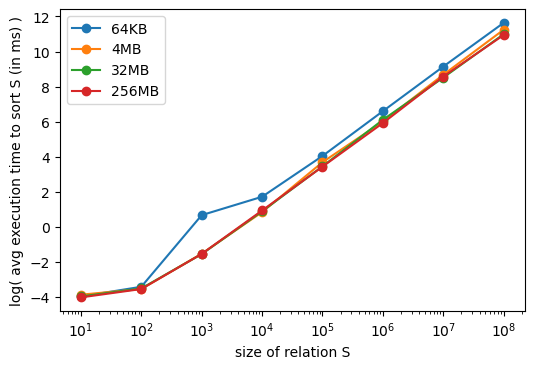 64KB
4MB
32MB
256MB
12
10
8
6
4
2
0
−2
−4
log( avg execution time to sort S (in ms) )
10¹ 10² 10³ 10⁴ 10⁵ 10⁶ 10⁷ 10⁸
size of relation S